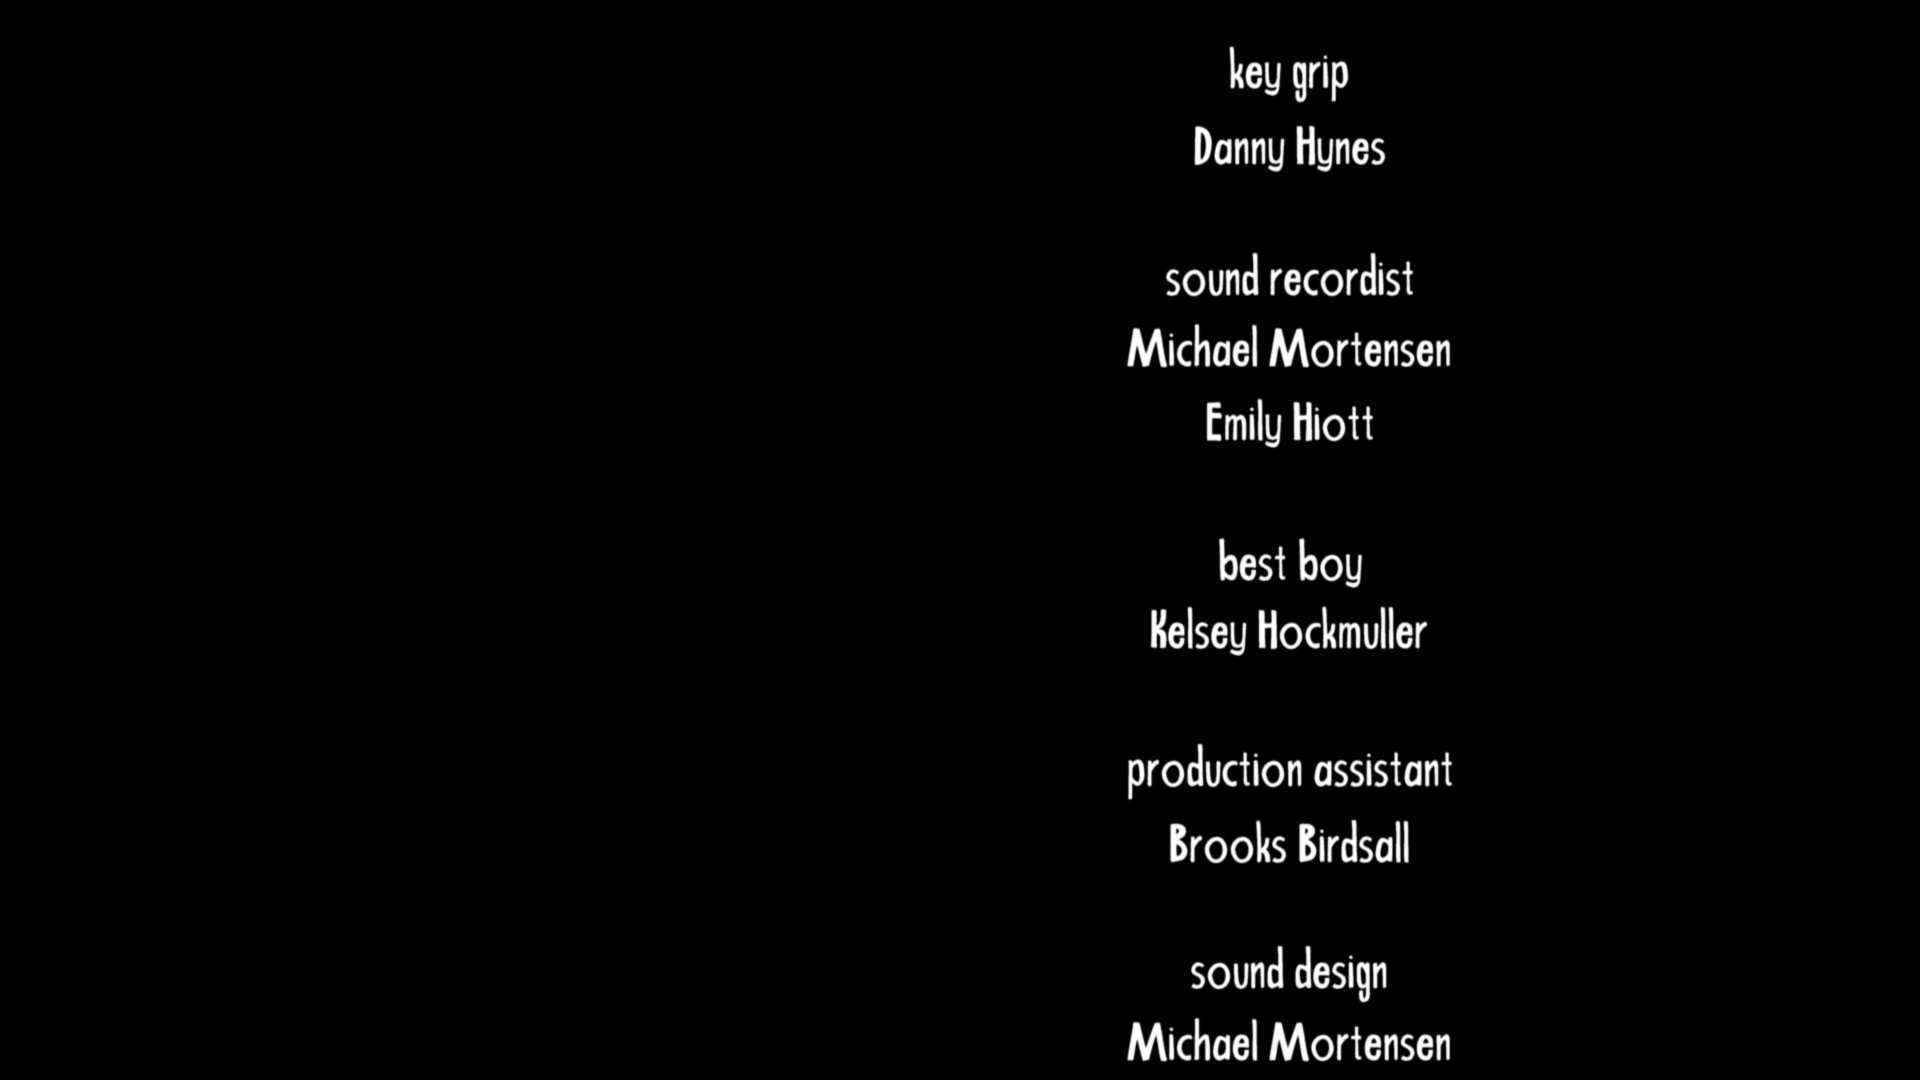 key grip
Danny Hynes
sound recordist
Michael Mortensen
Emily Hiott
best boy
Kelsey Hockmuller
production assistant
Brooks Birdsall
sound design
Michael Mortensen